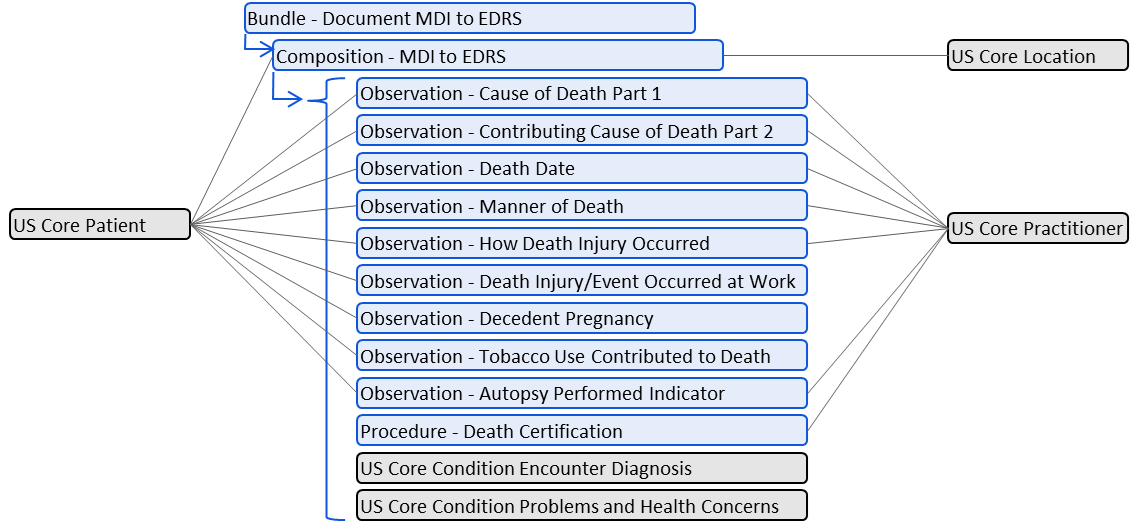 Bundle - Document MDI to EDRS
Composition - MDI to EDRS
US Core Location
Observation - Cause of Death Part 1
Observation - Contributing Cause of Death Part 2
Observation - Death Date
Observation - Manner of Death
US Core Patient
US Core Practitioner
Observation - How Death Injury Occurred
Observation - Death Injury/Event Occurred at Work
Observation - Decedent Pregnancy
Observation - Tobacco Use Contributed to Death
Observation - Autopsy Performed Indicator
Procedure - Death Certification
US Core Condition Encounter Diagnosis
US Core Condition Problems and Health Concerns